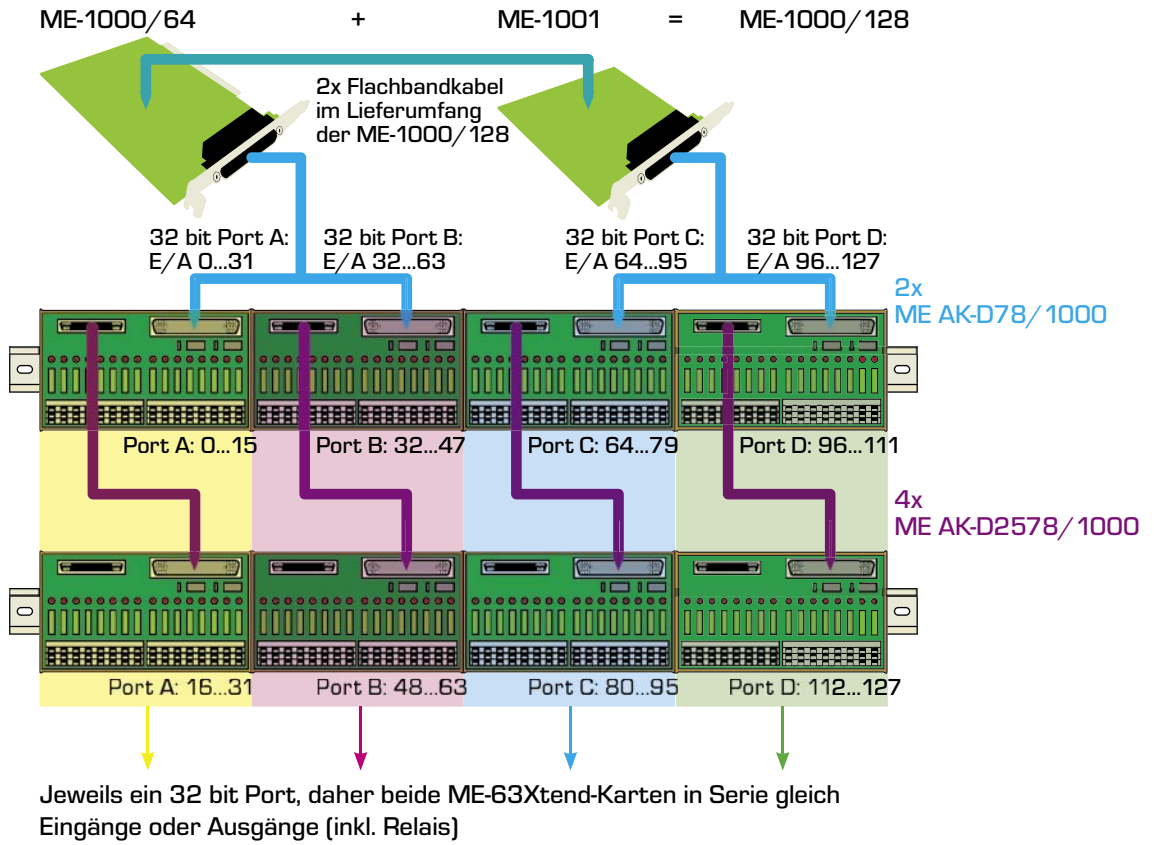 ME-1000/64 + ME-1001 = ME-1000/128
2x Flachbandkabel
im Lieferumfang
der ME-1000/128
32 bit Port A:
E/A 0...31
32 bit Port B:
E/A 32...63
32 bit Port C:
E/A 64...95
32 bit Port D:
E/A 96...127
2x
ME AK-D78/1000
Port A: 0...15
Port B: 32...47
Port C: 64...79
Port D: 96...111
4x
ME AK-D2578/1000
Port A: 16...31
Port B: 48...63
Port C: 80...95
Port D: 112...127
Jeweils ein 32 bit Port, daher beide ME-63Xtend-Karten in Serie gleich
Eingänge oder Ausgänge (inkl. Relais)